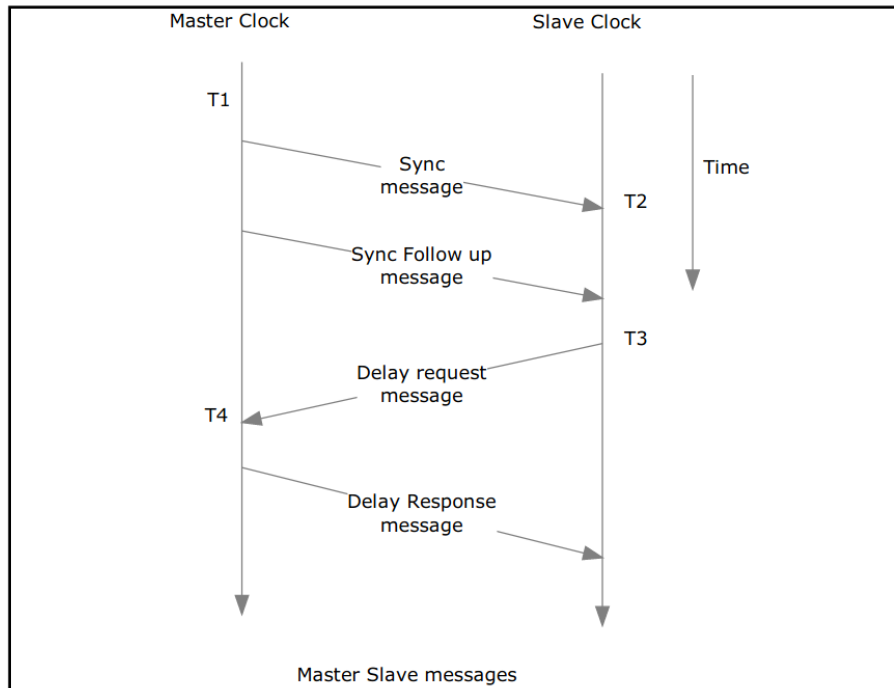 Master Clock
Slave Clock
T1
Sync
message
Time
T2
Sync Follow up
message
T3
Delay request
message
T4
Delay Response
message
Master Slave messages